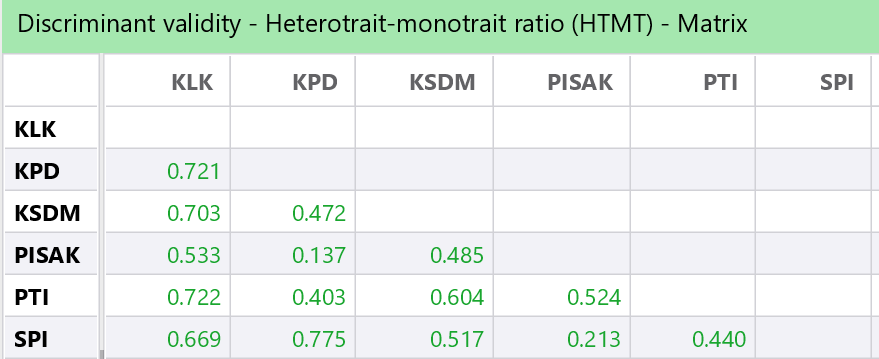 Discriminant validity - Heterotrait-monotrait ratio (HTMT) - Matrix
KLK KPD KSDM PISAK PTI SPI
KLK
KPD 0.721
KSDM 0.703 0.472
PISAK 0.533 0.137 0.485
PTI 0.722 0.403 0.604 0.524
SPI 0.669 0.775 0.517 0.213 0.440